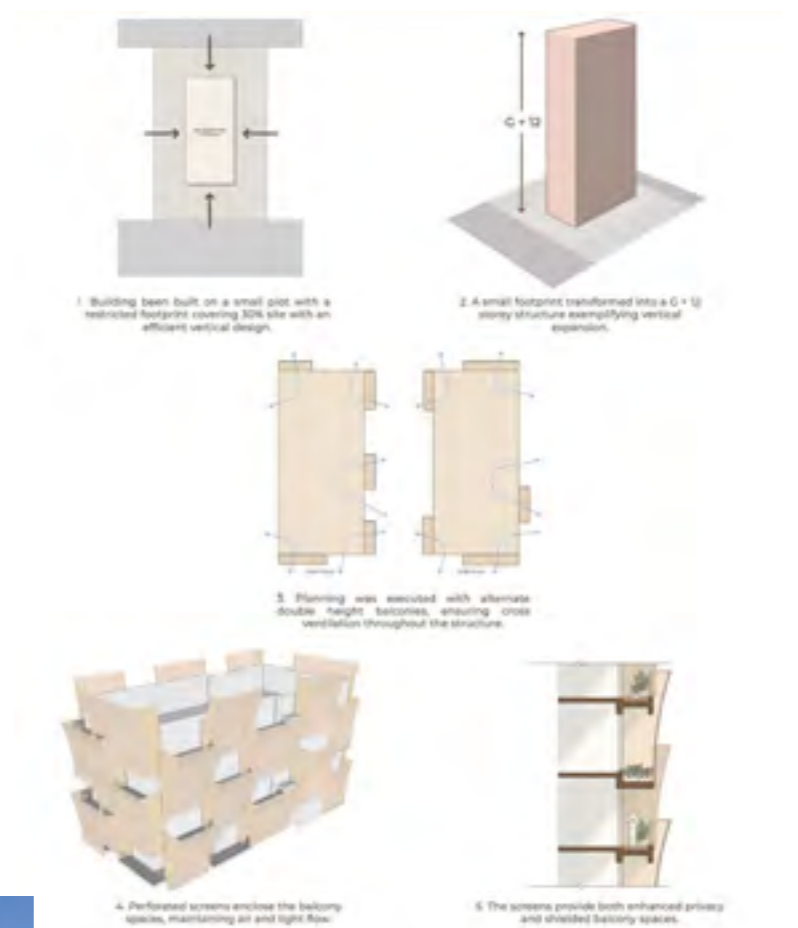 G + 12
1. Building been built on a small plot with a
restricted footprint covering 30% site with an
efficient vertical design.
2. A small footprint transformed into a G + 12
storey structure exemplifying vertical
expansion.
3. Planning was executed with alternate
double height balconies, ensuring cross
ventilation throughout the structure.
4. Perforated screens enclose the balcony
spaces, maintaining air and light flow.
5. The screens provide both enhanced privacy
and shielded balcony spaces.